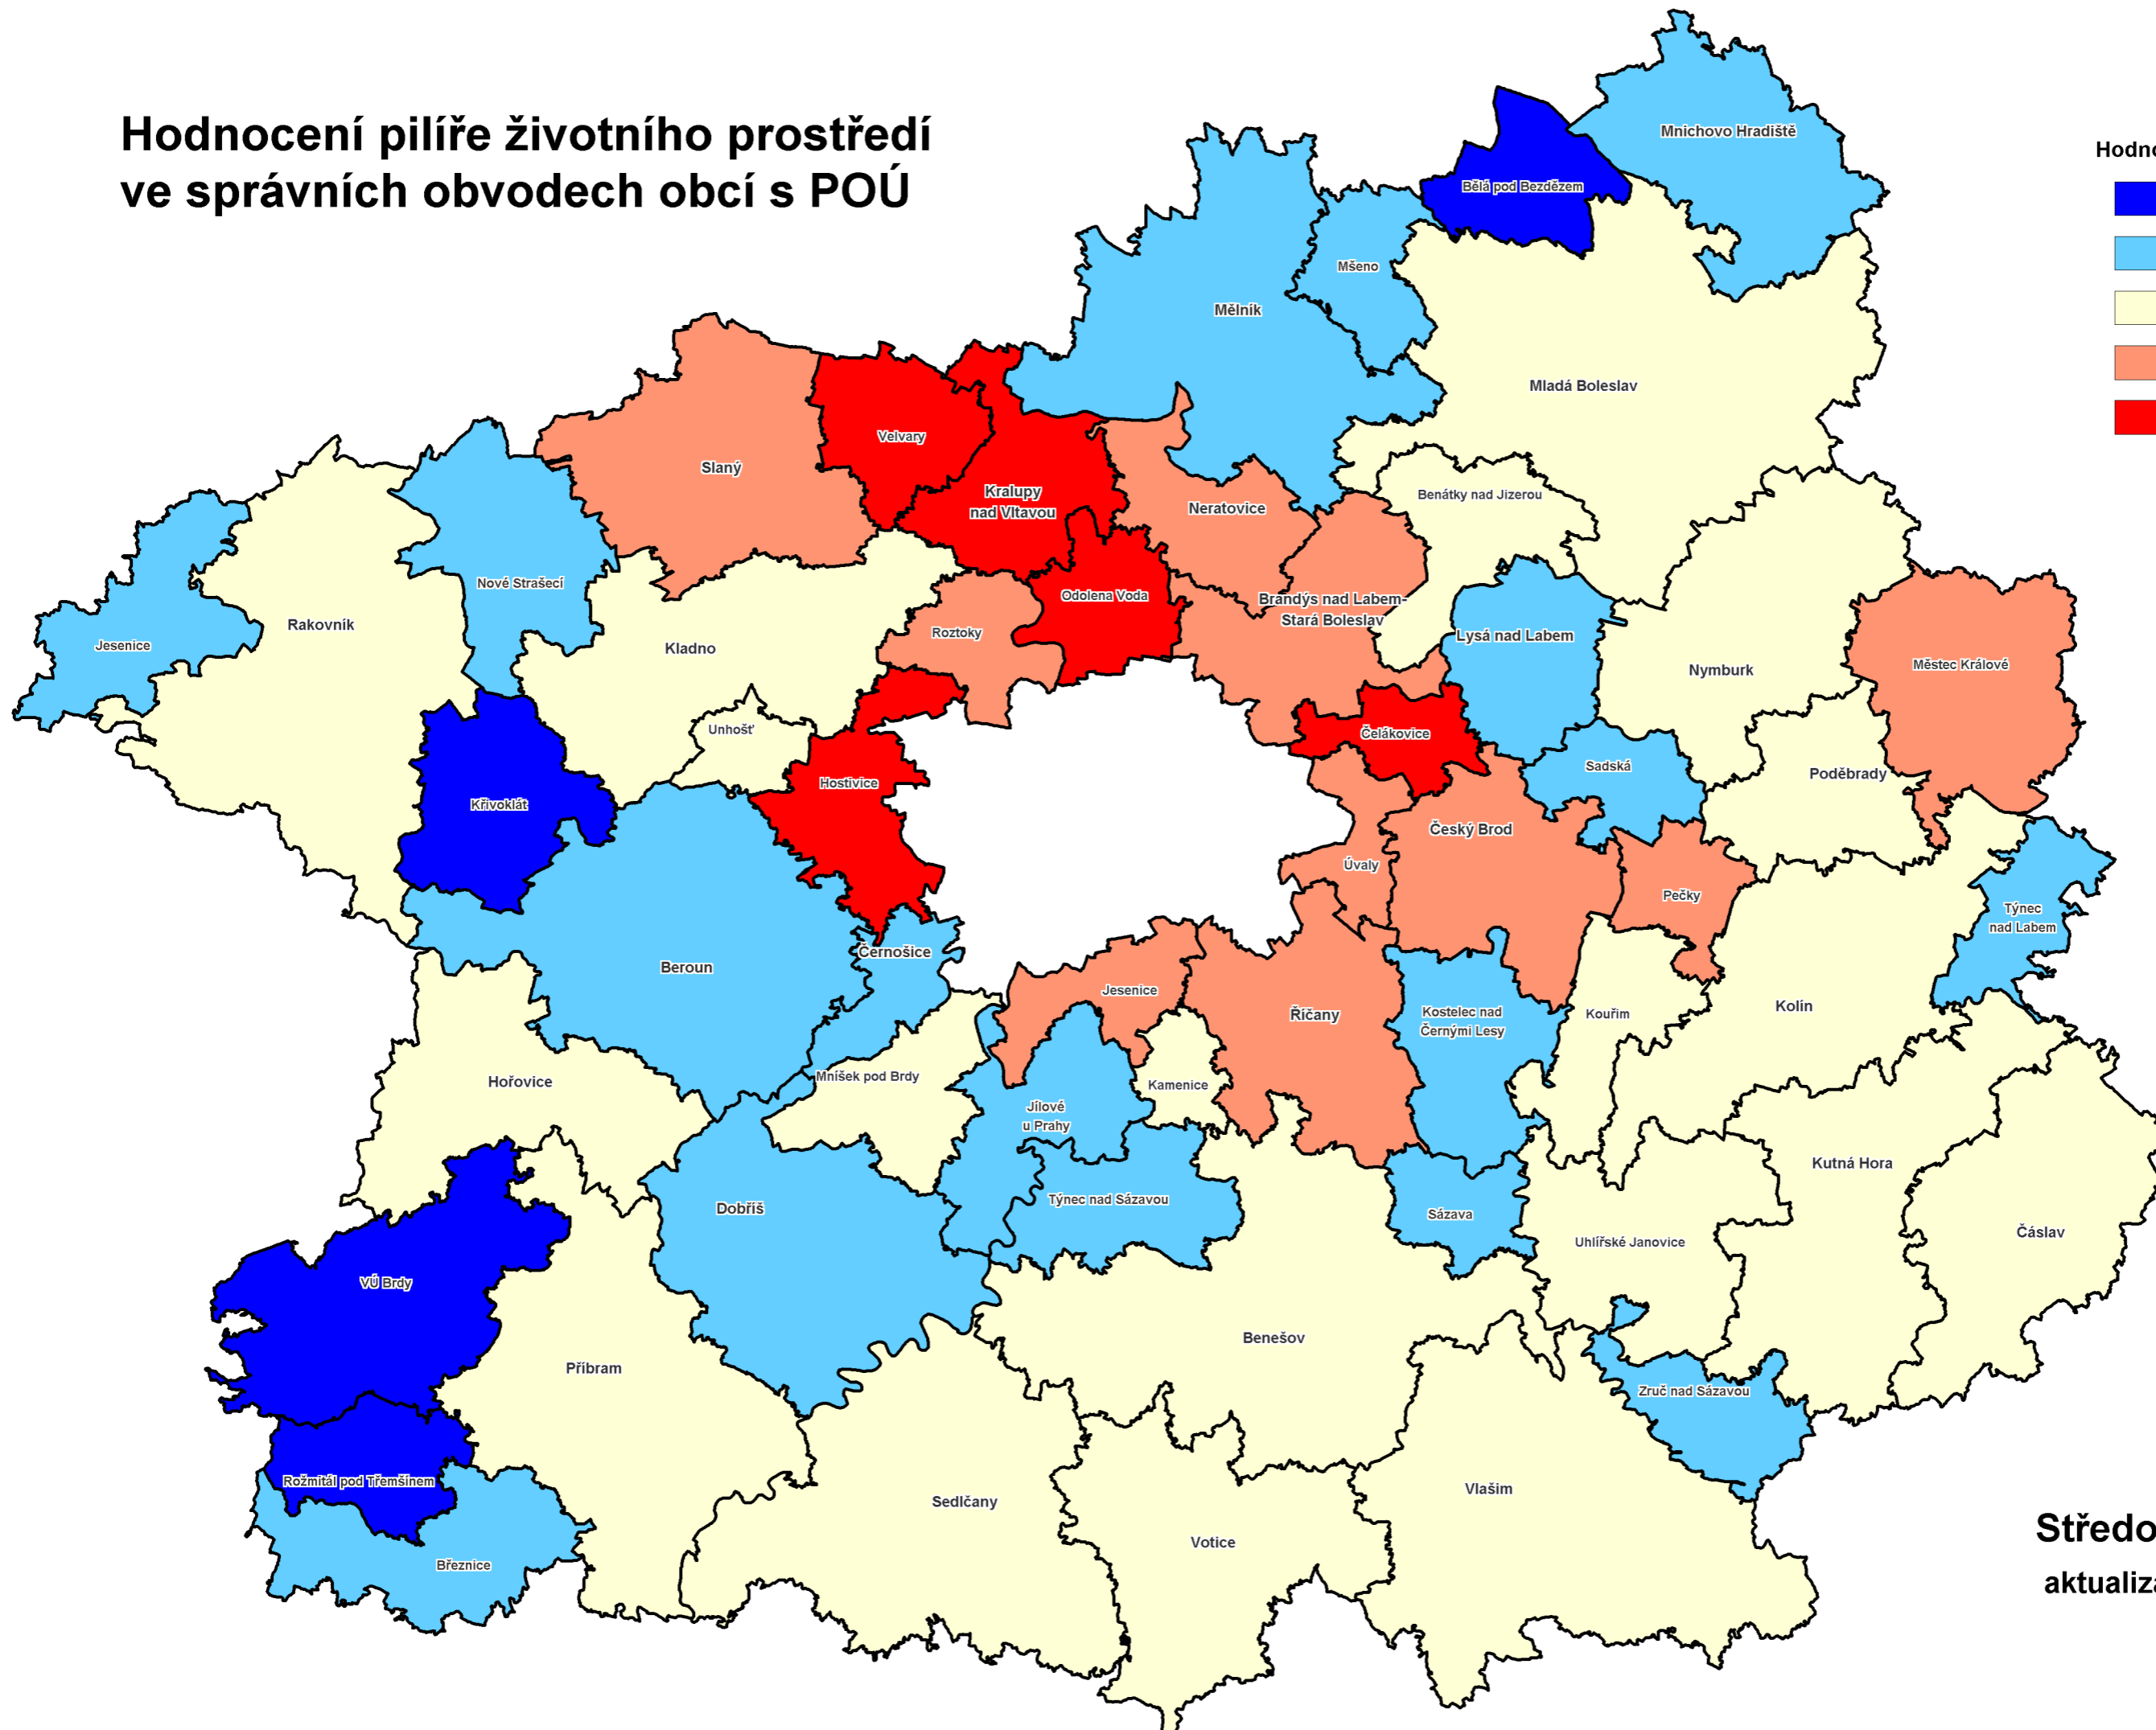 Hodnocení pilíře životního prostředí
ve správních obvodech obcí s POÚ
Hodno
Mnichovo Hradiště
Bělá pod Bezdězem
Mšeno
Mělník
Mladá Boleslav
Velvary
Slaný
Kralupy
nad Vltavou
Neratovice
Benátky nad Jizerou
Nové Strašecí
Odolena Voda
Brandýs nad Labem-
Stará Boleslav
Rakovník
Roztoky
Lysá nad Labem
Jesenice
Kladno
Městec Králové
Nymburk
Unhošť
Čelákovice
Sadská
Poděbrady
Hostivice
Křivoklát
Český Brod
Úvaly
Pečky
Týnec
nad Labem
Černošice
Beroun
Jesenice
Kolín
Kostelec nad
Černými Lesy
Říčany
Kouřim
Mníšek pod Brdy
Hořovice
Kamenice
Jílové
u Prahy
Kutná Hora
Týnec nad Sázavou
Dobříš
Sázava
Čáslav
Uhlířské Janovice
VÚ Brdy
Benešov
Příbram
Zruč nad Sázavou
Rožmitál pod Třemšínem
Vlašim
Sedlčany
Středo
Votice
Březnice
aktualiza